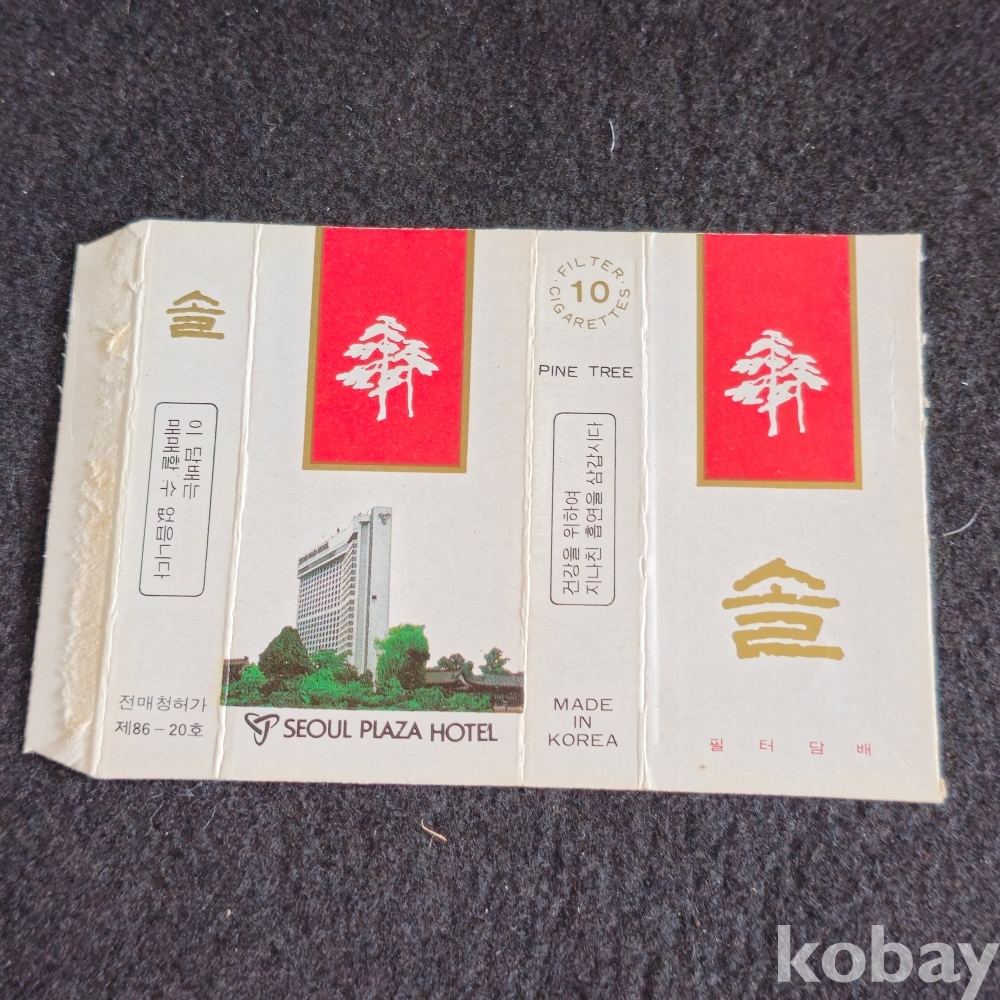 솔
이 담배는
매매할 수 없읍니다
전매청허가
제86-20호
SEOUL PLAZA HOTEL
SEOUL PLAZA HOTEL
FILTER
10
CIGARETTES
PINE TREE
건강을 위하여
지나친 흡연을 삼갑시다
MADE
IN
KOREA
솔
필터담배
kobay